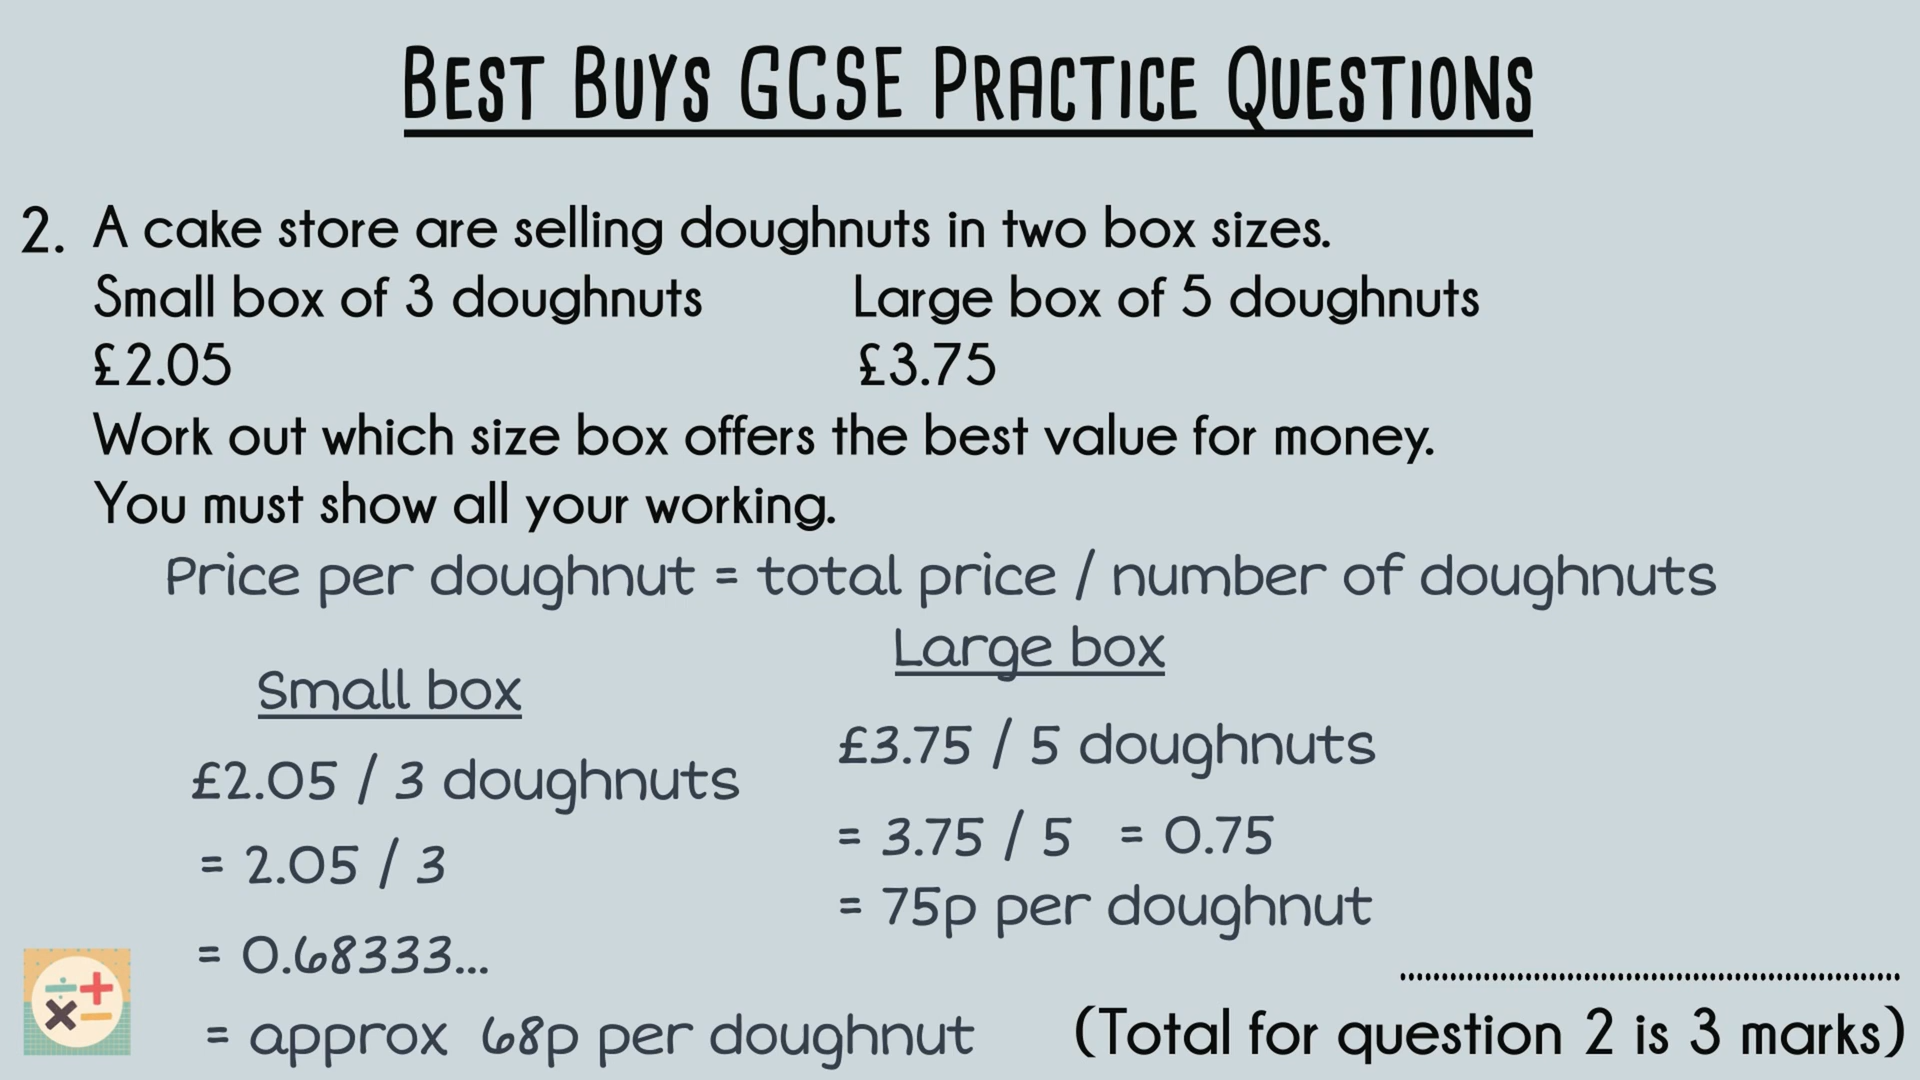 Best Buys GCSE Practice Questions
2. A cake store are selling doughnuts in two box sizes.
Small box of 3 doughnuts Large box of 5 doughnuts
£2.05 £3.75
Work out which size box offers the best value for money.
You must show all your working.
Price per doughnut = total price / number of doughnuts
Small box
£2.05 / 3 doughnuts
= 2.05 / 3
= 0.68333...
= approx 68p per doughnut
Large box
£3.75 / 5 doughnuts
= 3.75 / 5 = 0.75
= 75p per doughnut
(Total for question 2 is 3 marks)